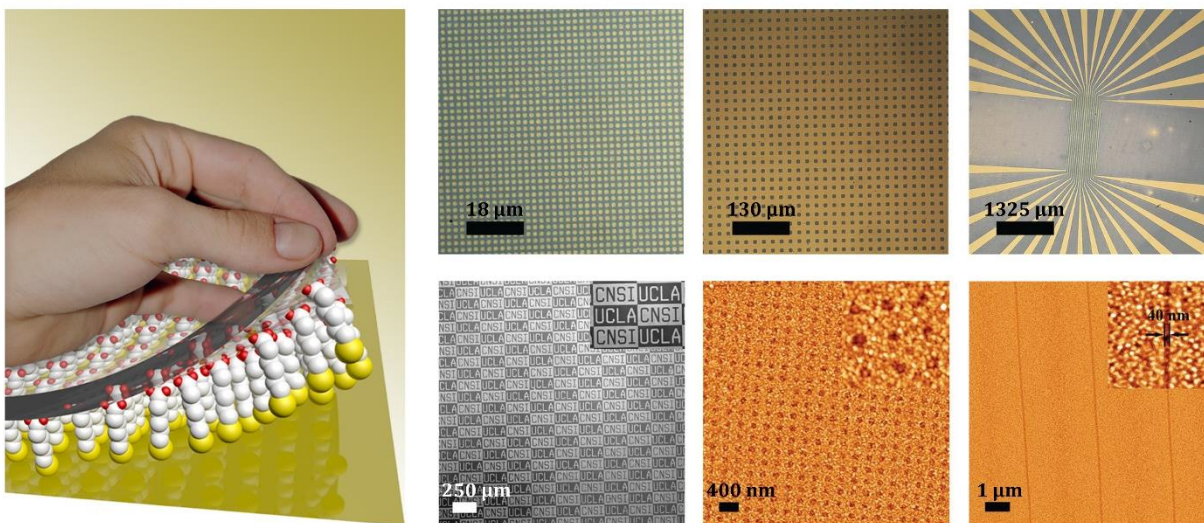 18 μm
130 μm
1325 μm
CNSI UCLA
UCLA CNSI
CNSI UCLA
40 nm
250 μm
400 nm
1 μm